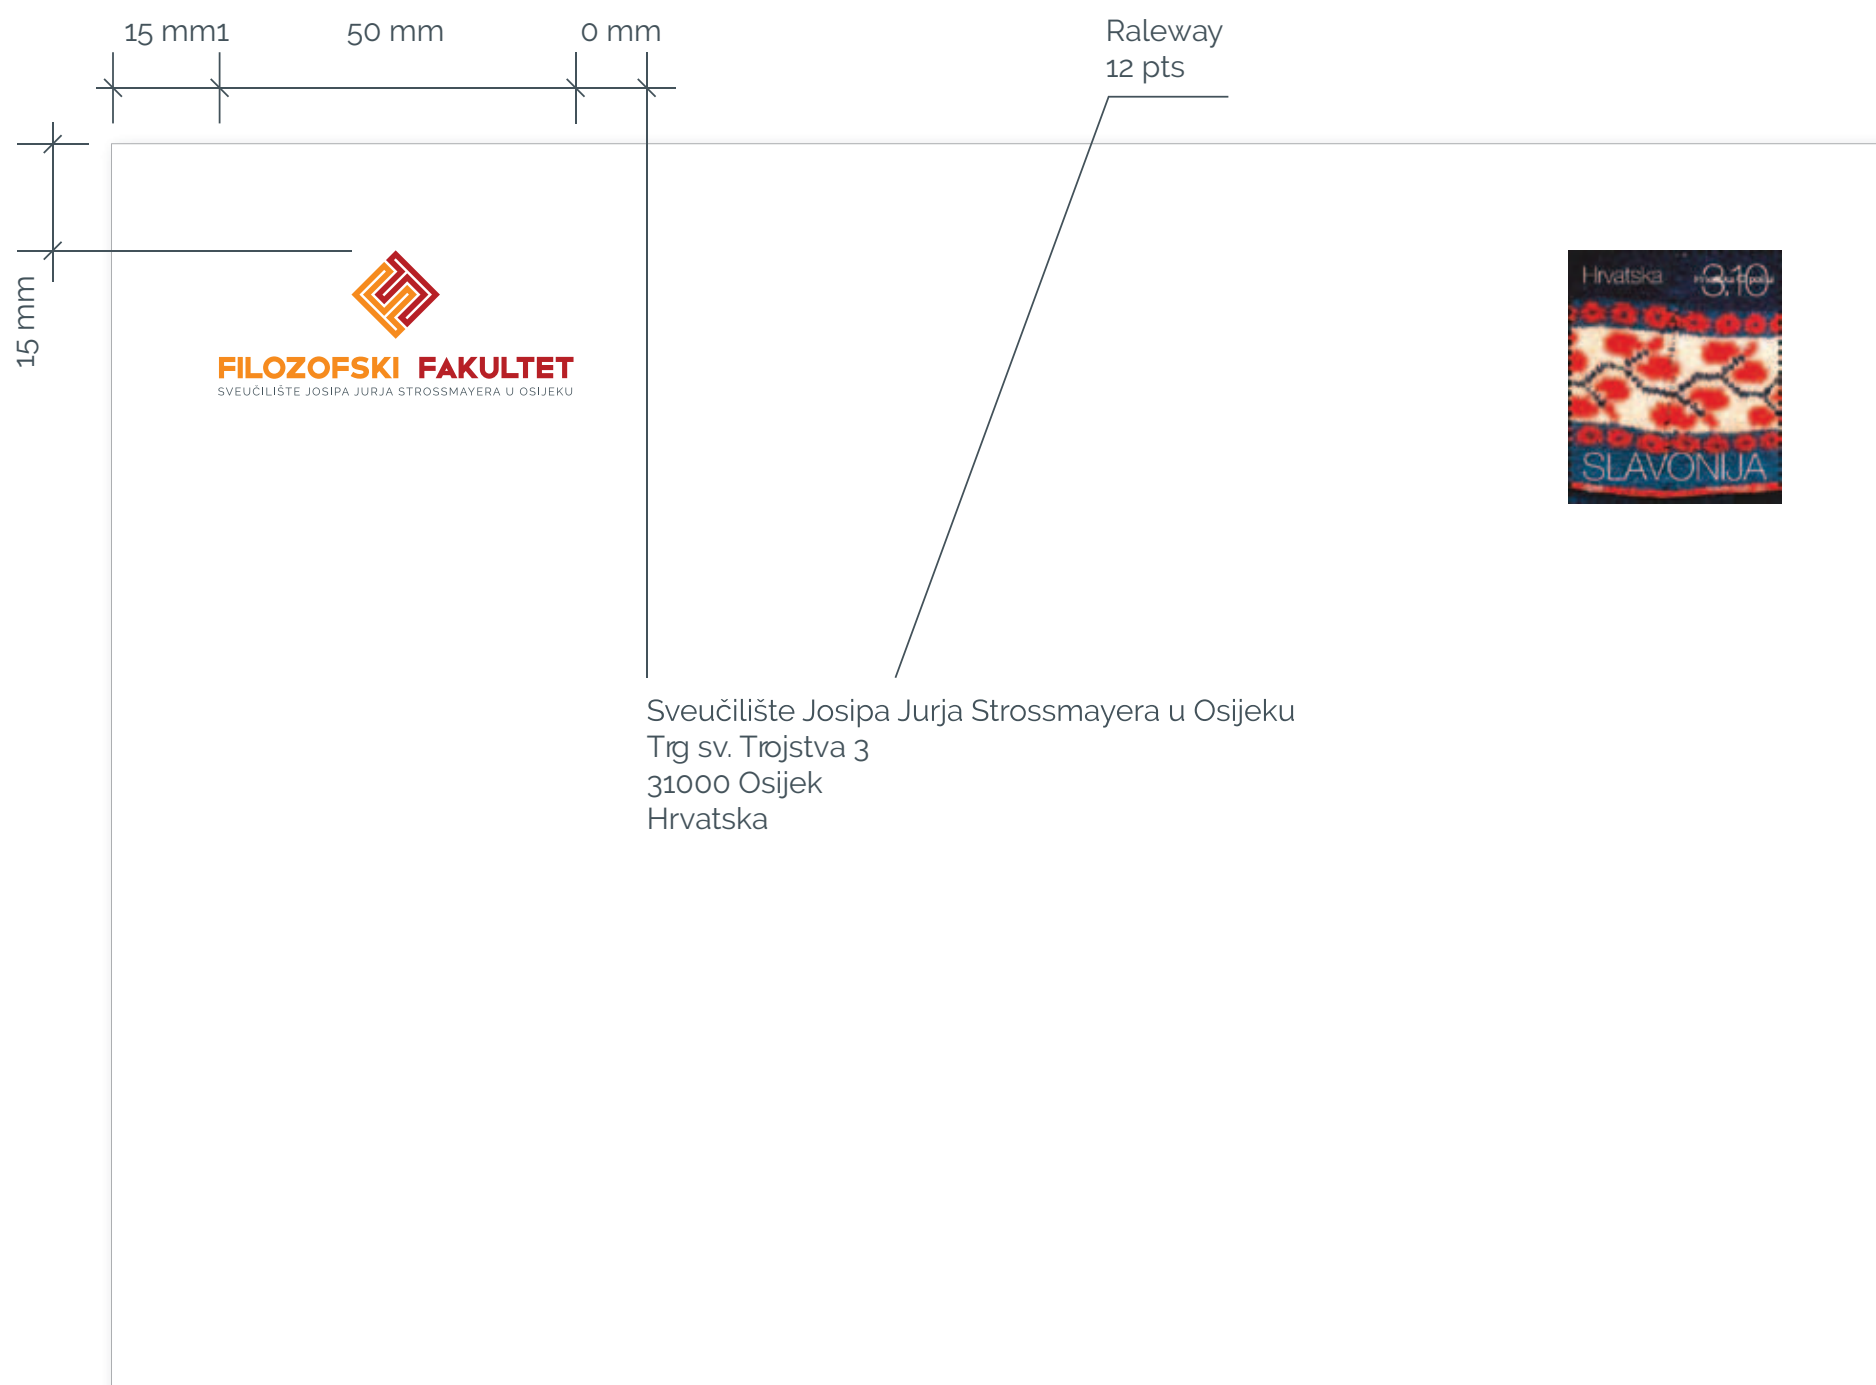 15 mm1 50 mm 0 mm
Raleway
12 pts
15 mm
FILOZOFSKI FAKULTET
SVEUČILIŠTE JOSIPA JURJA STROSSMAYERA U OSIJEKU
Hrvatska 3,10
SLAVONIJA
Sveučilište Josipa Jurja Strossmayera u Osijeku
Trg sv. Trojstva 3
31000 Osijek
Hrvatska